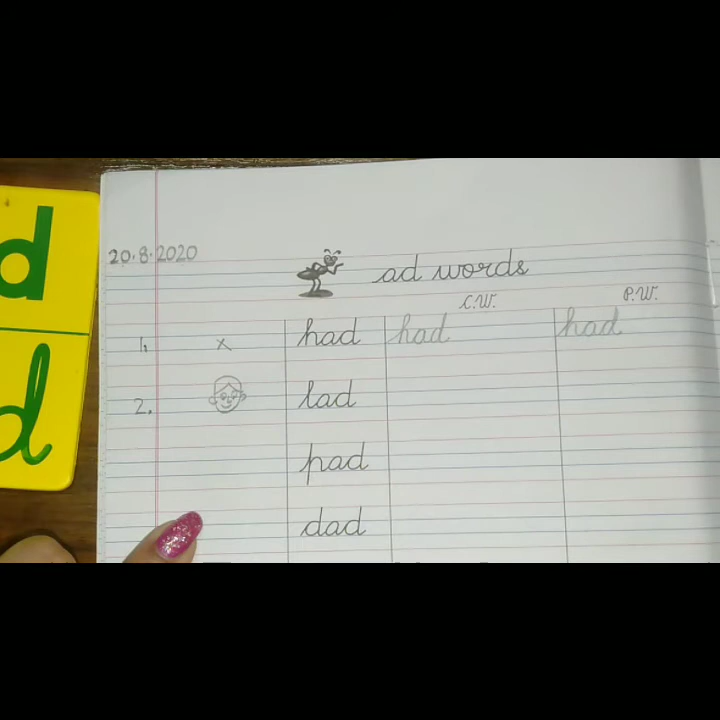 d
d
20.8.2020
ad words
C.W.
P.W.
1. x had had had
2. lad
pad
dad